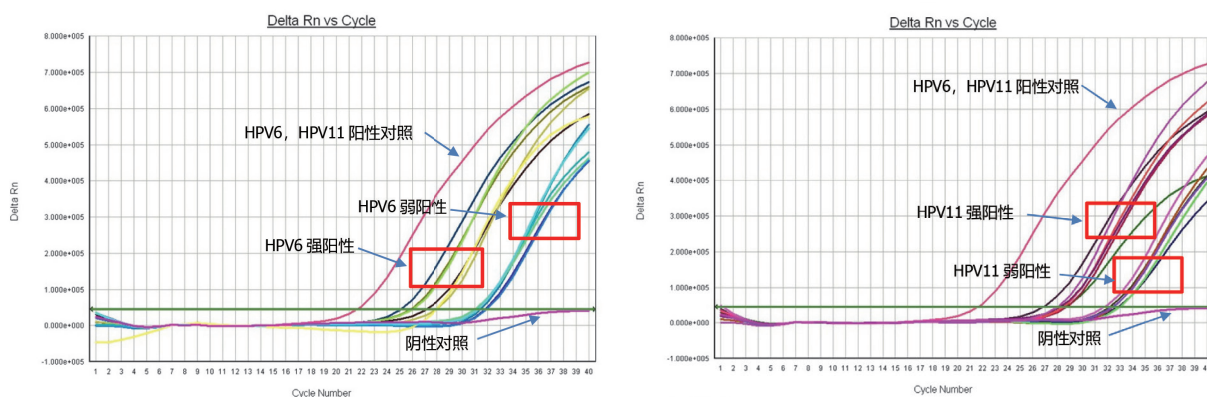 Delta Rn vs Cycle
8.000e+005
7.000e+005
6.000e+005
5.000e+005
4.000e+005
3.000e+005
2.000e+005
1.000e+005
0.000e+005
-1.000e+005
Delta Rn
HPV6，HPV11 阳性对照
HPV6 弱阳性
HPV6 强阳性
阴性对照
1 2 3 4 5 6 7 8 9 10 11 12 13 14 15 16 17 18 19 20 21 22 23 24 25 26 27 28 29 30 31 32 33 34 35 36 37 38 39 40
Cycle Number
Delta Rn vs Cycle
8.000e+005
7.000e+005
6.000e+005
5.000e+005
4.000e+005
3.000e+005
2.000e+005
1.000e+005
0.000e+005
-1.000e+005
Delta Rn
HPV6，HPV11 阳性对照
HPV11 强阳性
HPV11 弱阳性
阴性对照
1 2 3 4 5 6 7 8 9 10 11 12 13 14 15 16 17 18 19 20 21 22 23 24 25 26 27 28 29 30 31 32 33 34 35 36 37 38 39
Cycle Number